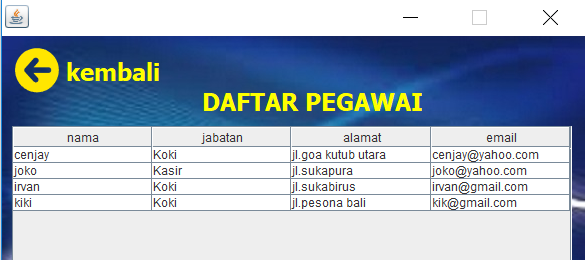 kembali
DAFTAR PEGAWAI
nama jabatan alamat email
cenjay Koki jl.goa kutub utara cenjay@yahoo.com
joko Kasir jl.sukapura joko@yahoo.com
irvan Koki jl.sukabirus irvan@gmail.com
kiki Koki jl.pesona bali kik@gmail.com